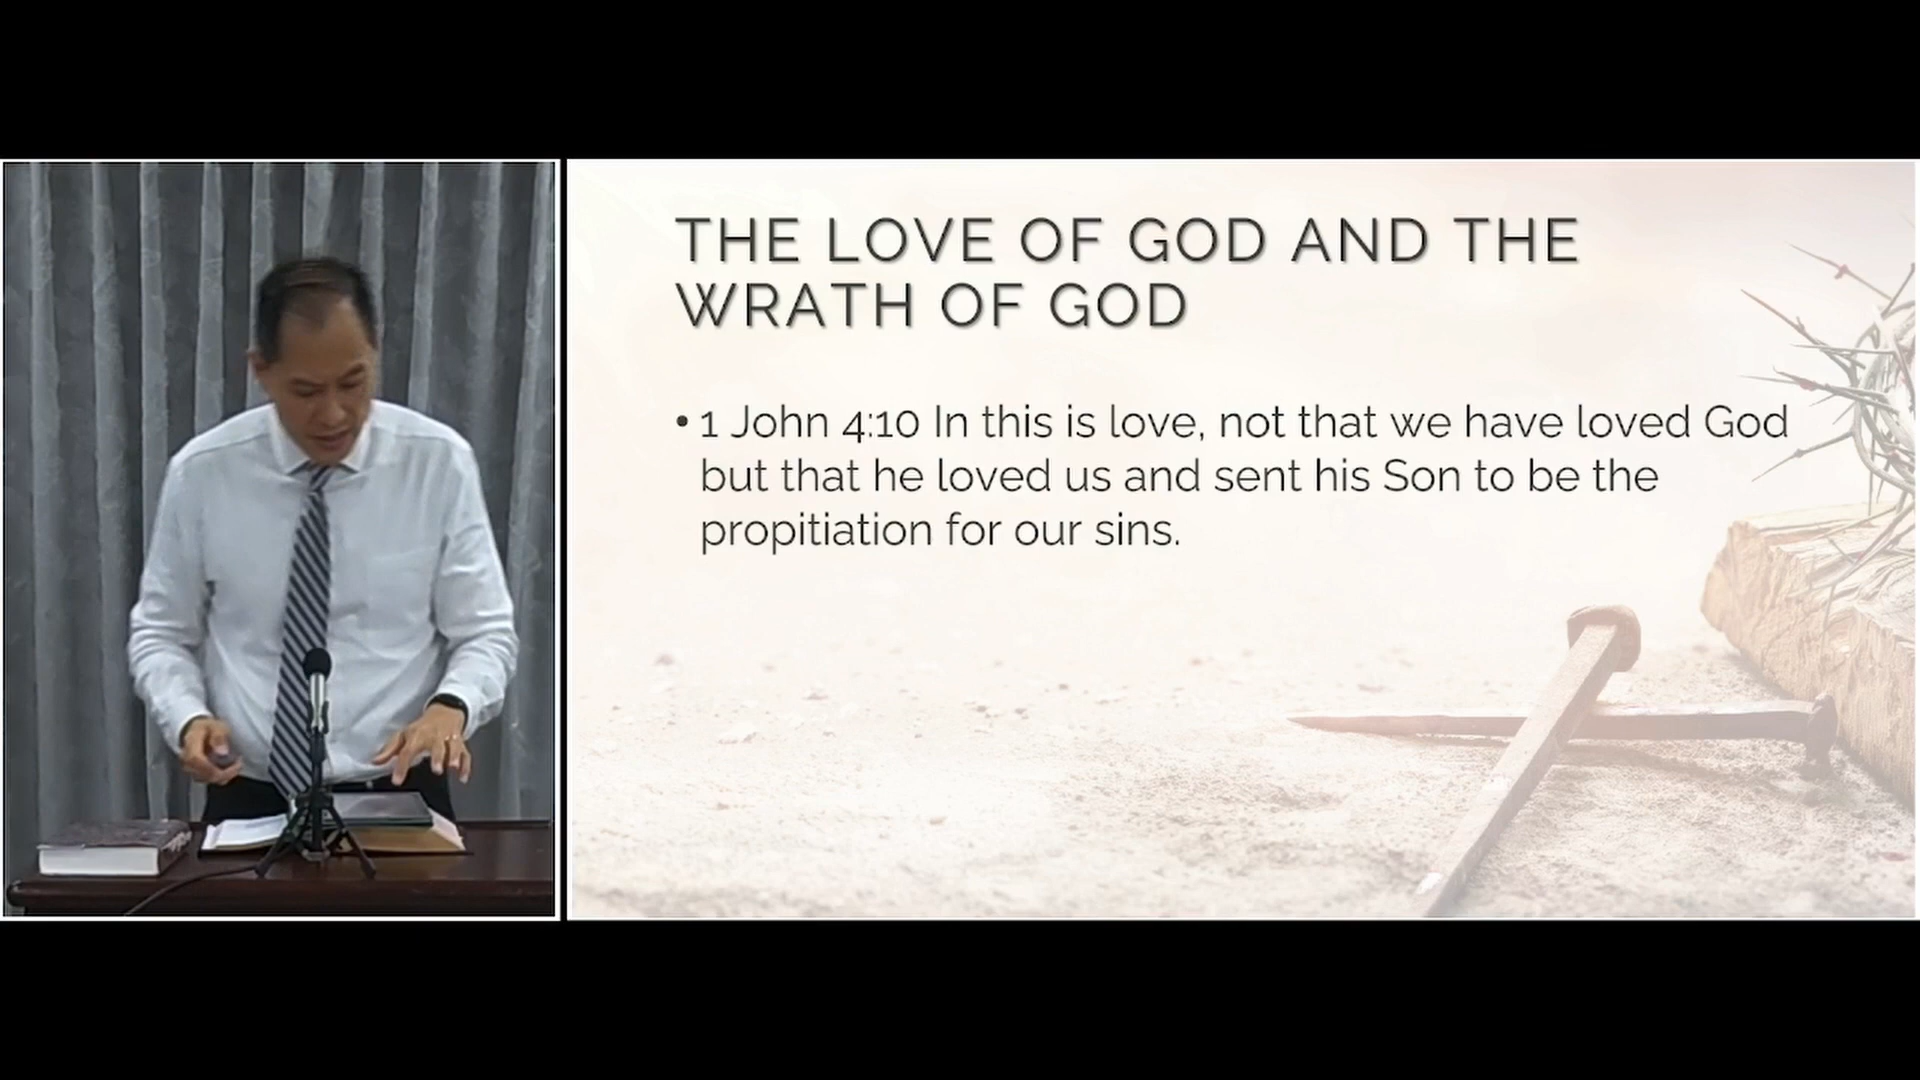 THE LOVE OF GOD AND THE
WRATH OF GOD
• 1 John 4:10 In this is love, not that we have loved God
but that he loved us and sent his Son to be the
propitiation for our sins.